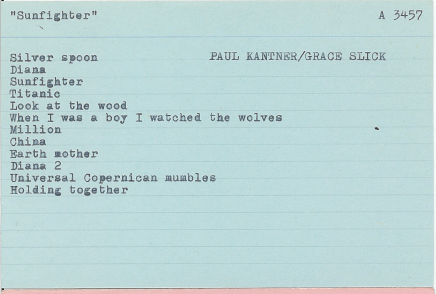 "Sunfighter" A 3457
Silver spoon PAUL KANTNER/GRACE SLICK
Diana
Sunfighter
Titanic
Look at the wood
When I was a boy I watched the wolves
Million
China
Earth mother
Diana 2
Universal Copernican mumbles
Holding together